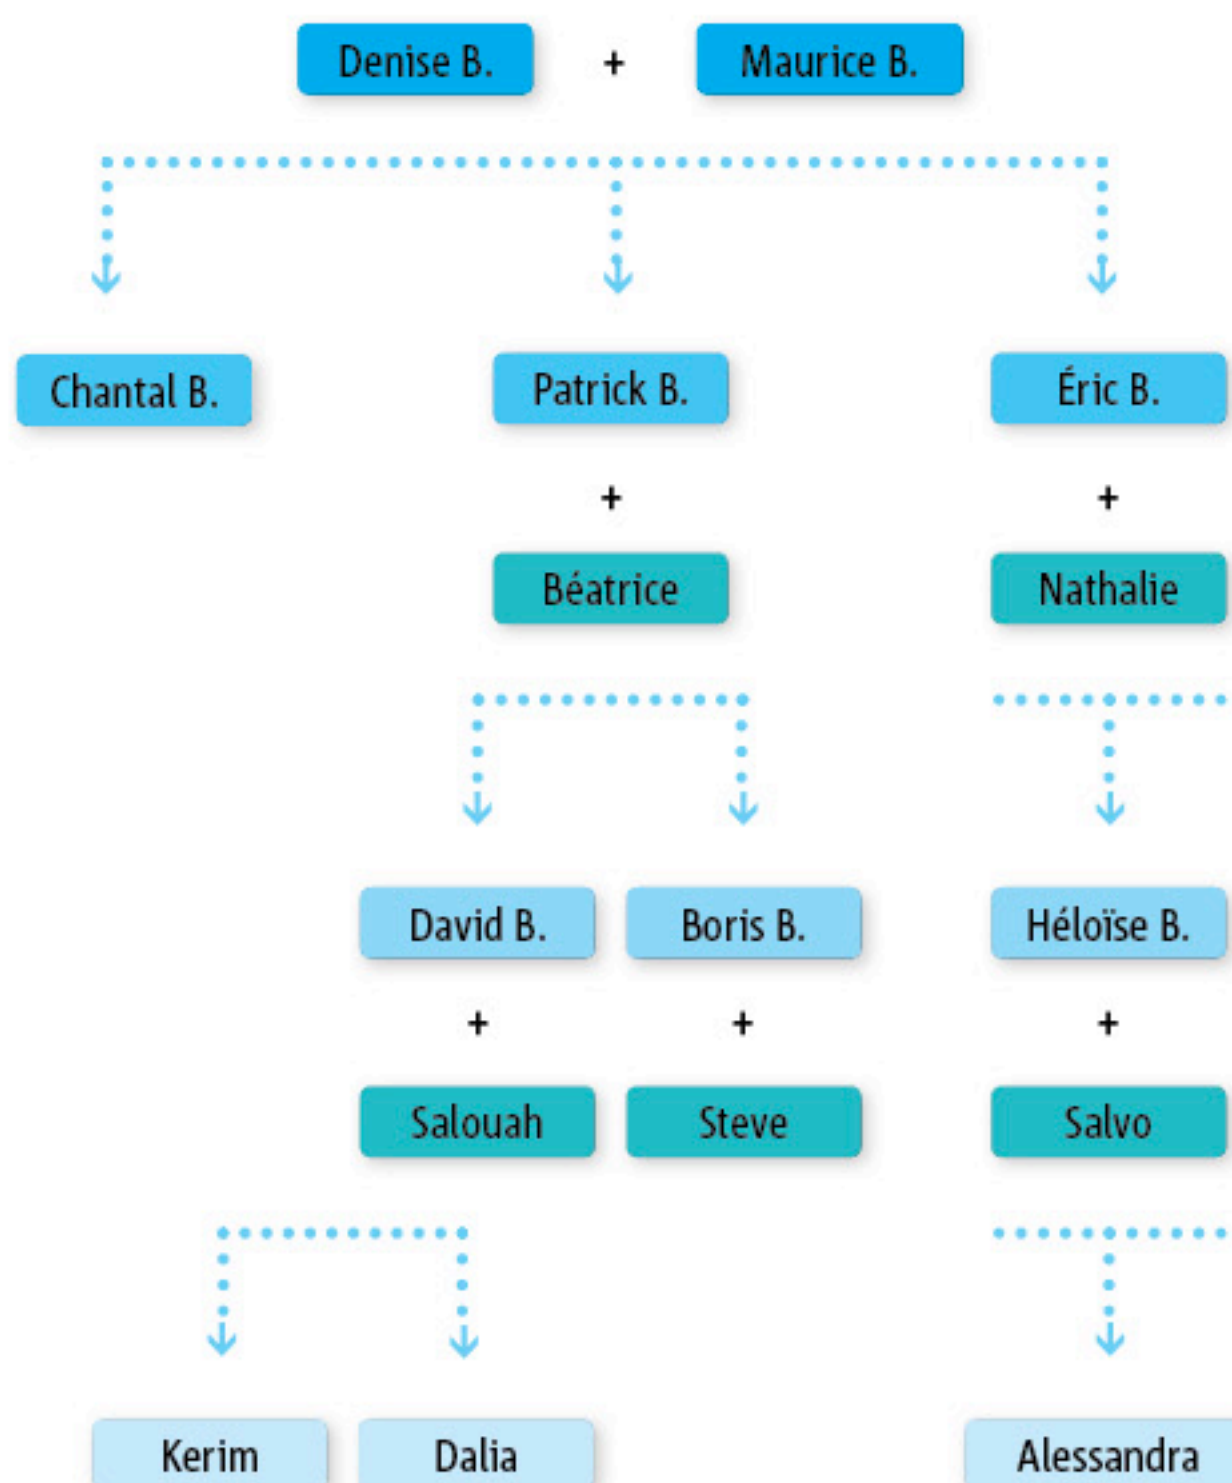 Denise B. + Maurice B.
Chantal B. Patrick B. Éric B.
+ +
Béatrice Nathalie
David B. Boris B. Héloïse B.
+ + +
Salouah Steve Salvo
Kerim Dalia Alessandra